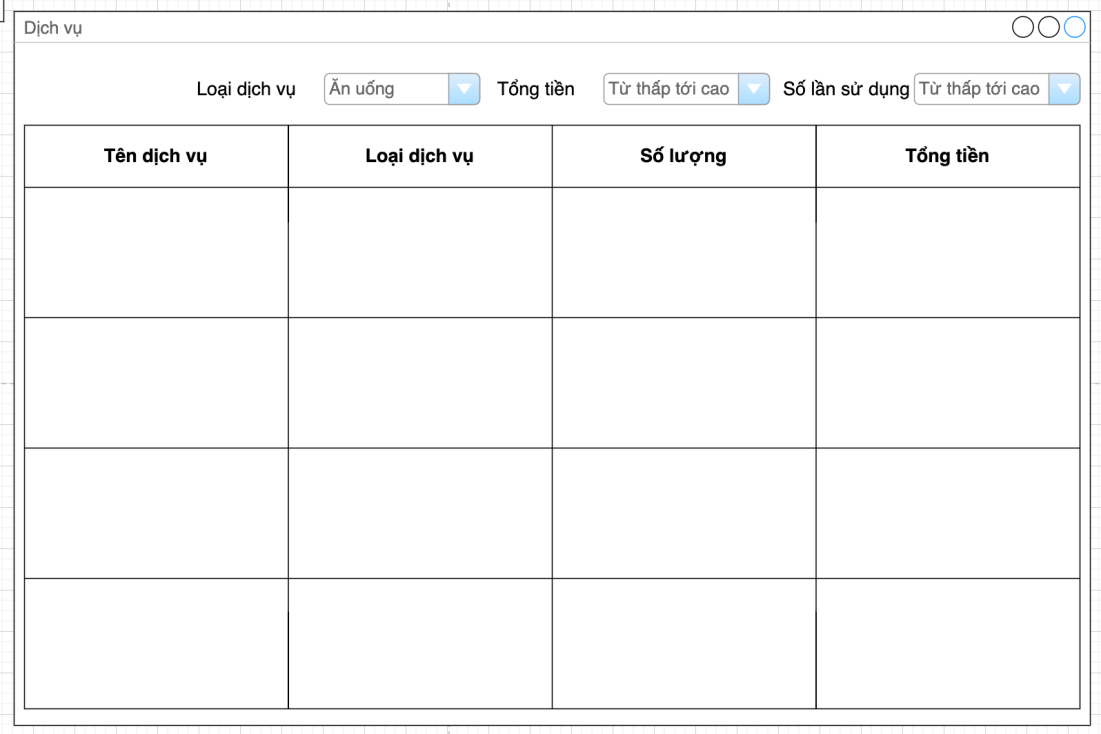 Dịch vụ
Loại dịch vụ Ăn uống Tổng tiền Từ thấp tới cao Số lần sử dụng Từ thấp tới cao
Tên dịch vụ Loại dịch vụ Số lượng Tổng tiền